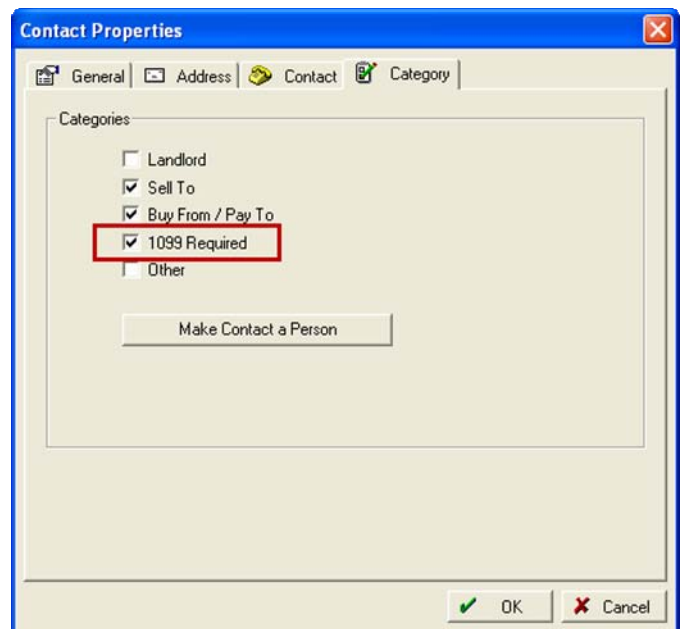 Contact Properties
General Address Contact Category
Categories
Landlord
Sell To
Buy From / Pay To
1099 Required
Other
Make Contact a Person
OK Cancel